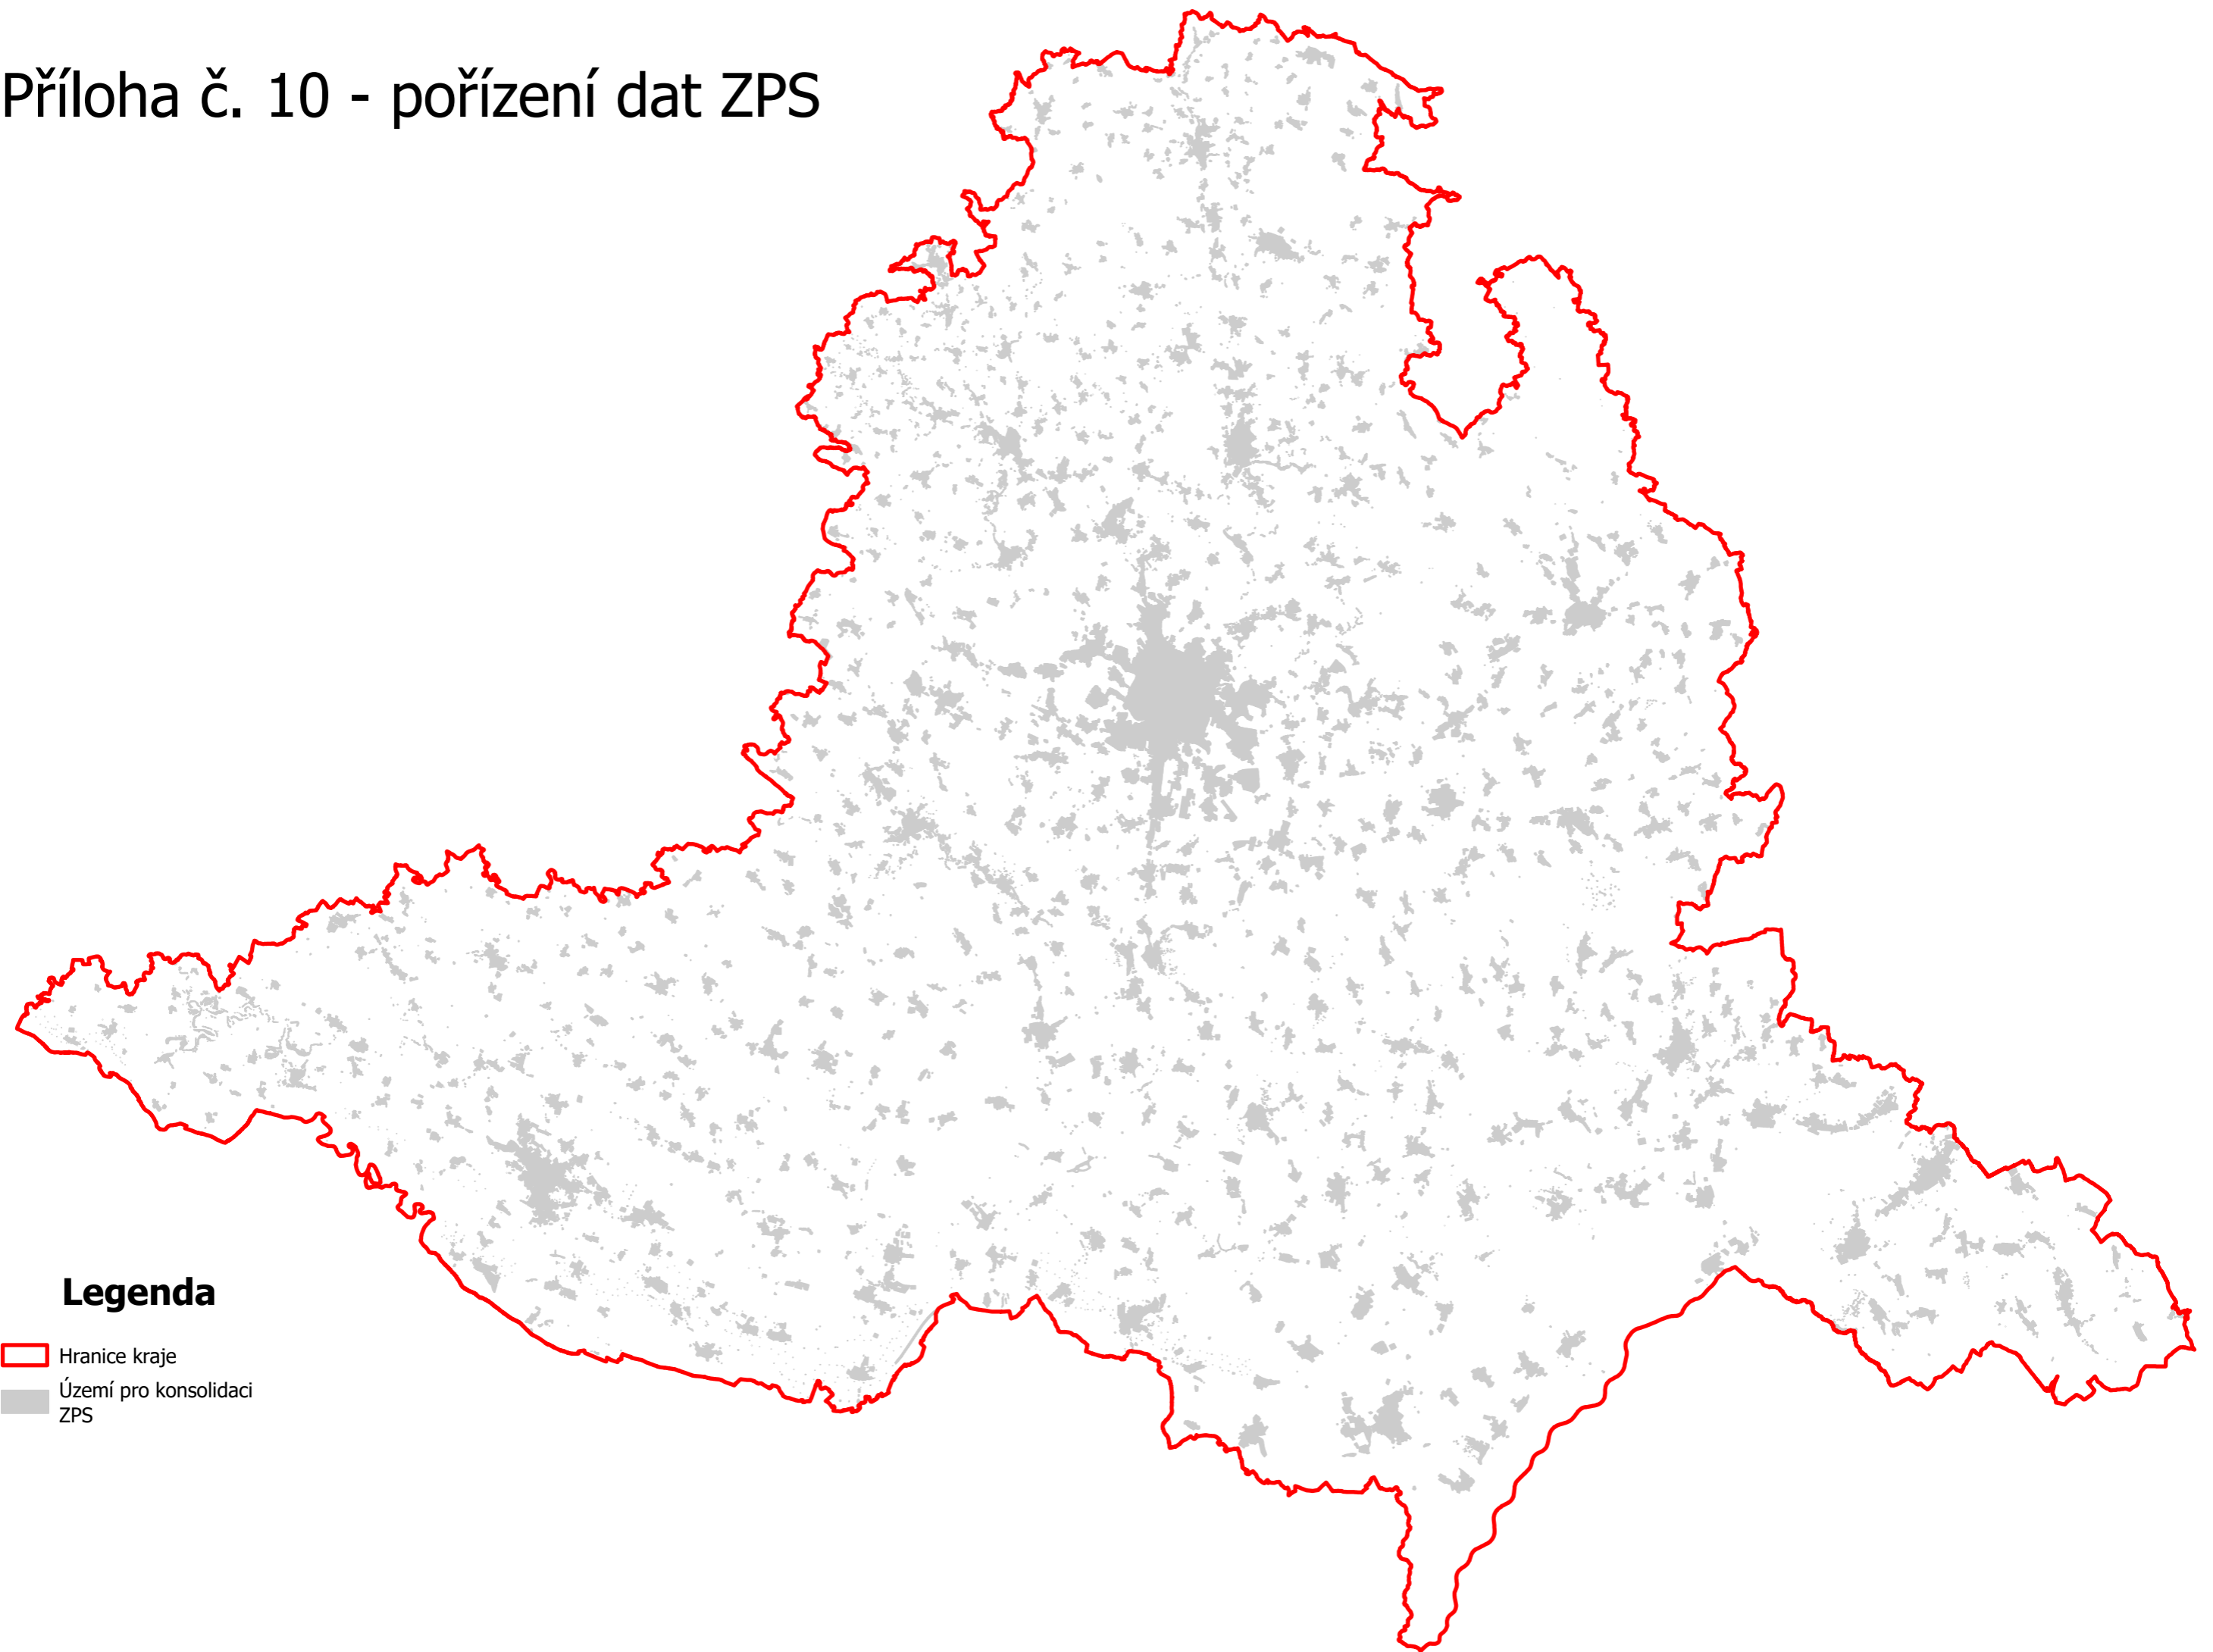 Příloha č. 10 - pořízení dat ZPS
Legenda
Hranice kraje
Území pro konsolidaci
ZPS